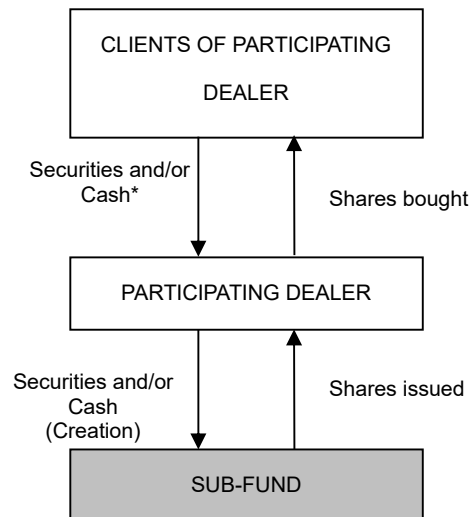 CLIENTS OF PARTICIPATING
DEALER
Securities and/or
Cash*
Shares bought
PARTICIPATING DEALER
Securities and/or
Cash
(Creation)
Shares issued
SUB-FUND